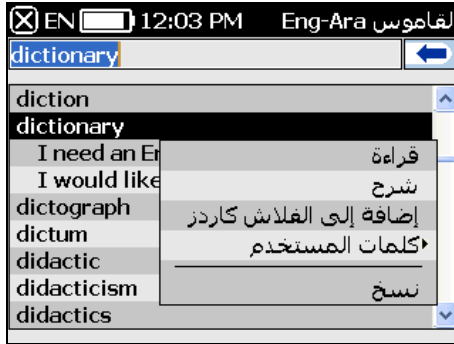 EN 12:03 PM Eng-Ara القاموس
dictionary
diction
dictionary
I need an Er
I would like
dictograph
dictum
didactic
didacticism
didactics
قراءة
شرح
إضافة إلى الفلاش كاردز
كلمات المستخدم
نسخ